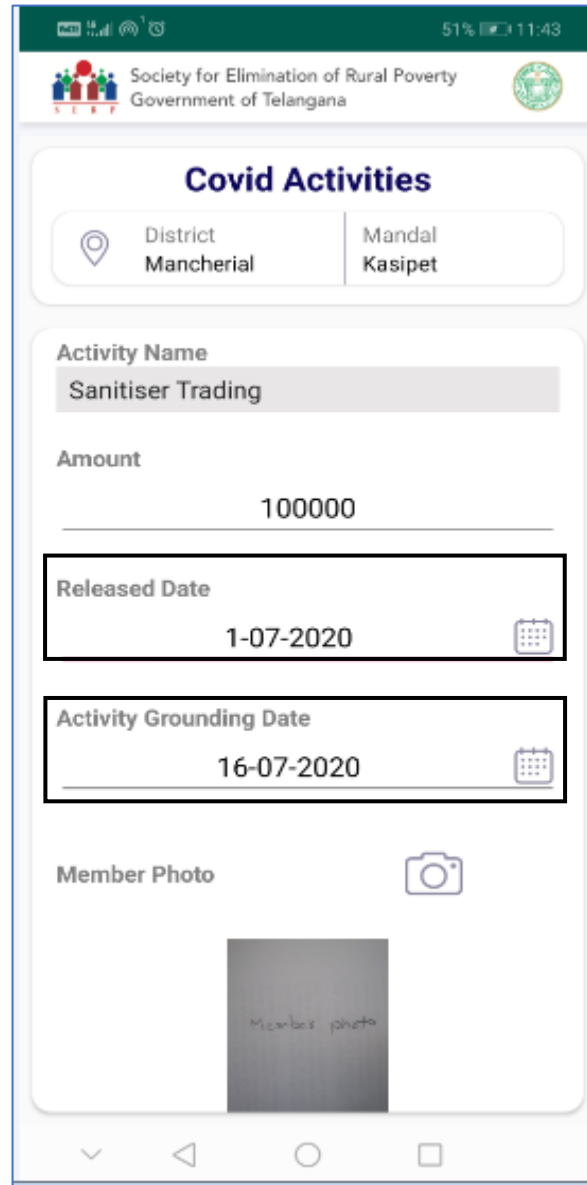 51% 11:43
Society for Elimination of Rural Poverty
Government of Telangana
S E R P
Covid Activities
District
Mandal
Mancherial
Kasipet
Activity Name
Sanitiser Trading
Amount
100000
Released Date
1-07-2020
Activity Grounding Date
16-07-2020
Member Photo
Member photo